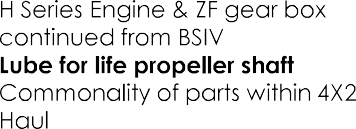 H Series Engine & ZF gear box
continued from BSIV
Lube for life propeller shaft
Commonality of parts within 4X2
Haul